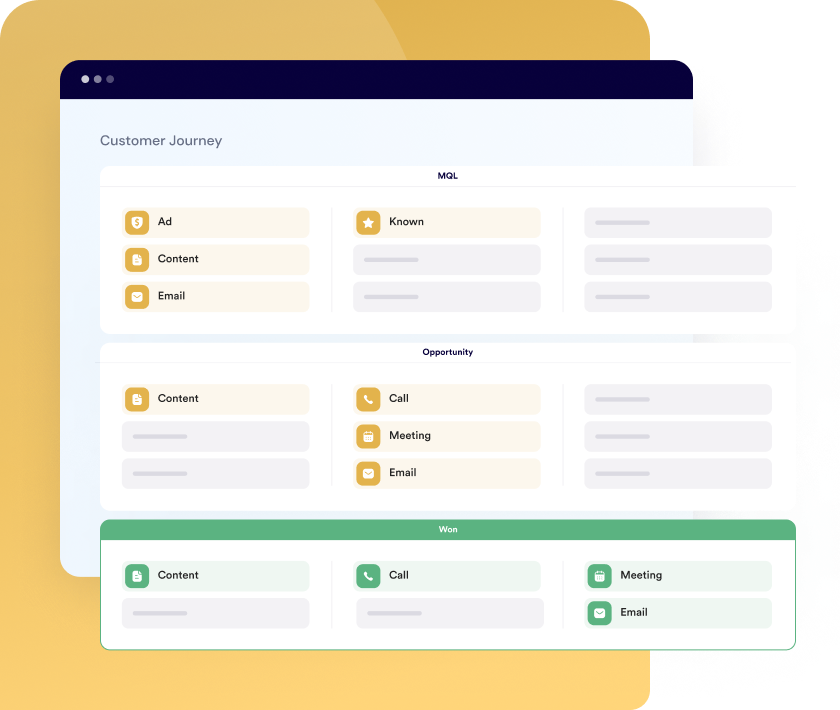 Customer Journey
MQL
Ad
Known
Content
Email
Opportunity
Content
Call
Meeting
Email
Won
Content
Call
Meeting
Email